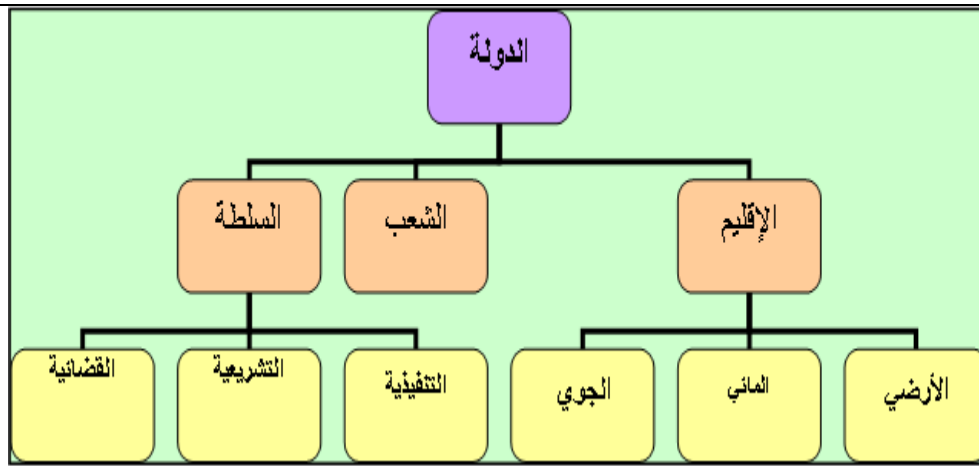 الدولة
الإقليم
الشعب
السلطة
الأرضي
المائي
الجوي
التنفيذية
التشريعية
القضائية